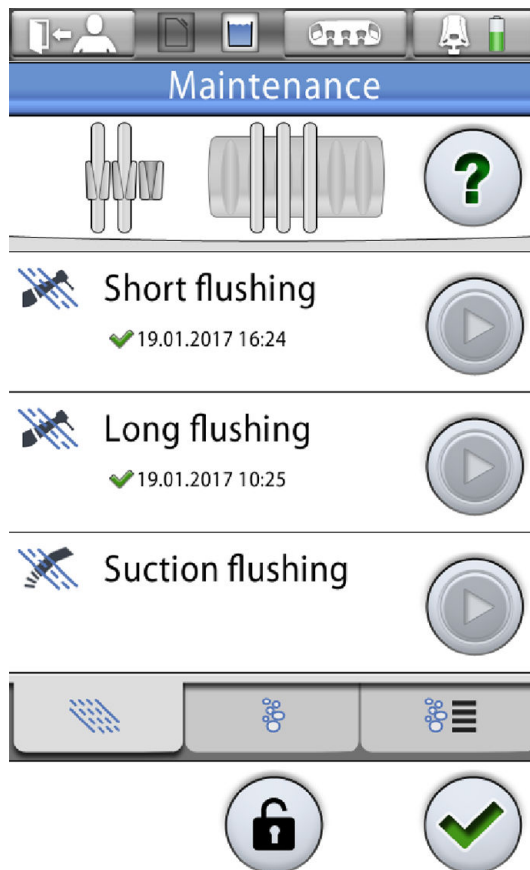 Maintenance
?
Short flushing
19.01.2017 16:24
Long flushing
19.01.2017 10:25
Suction flushing